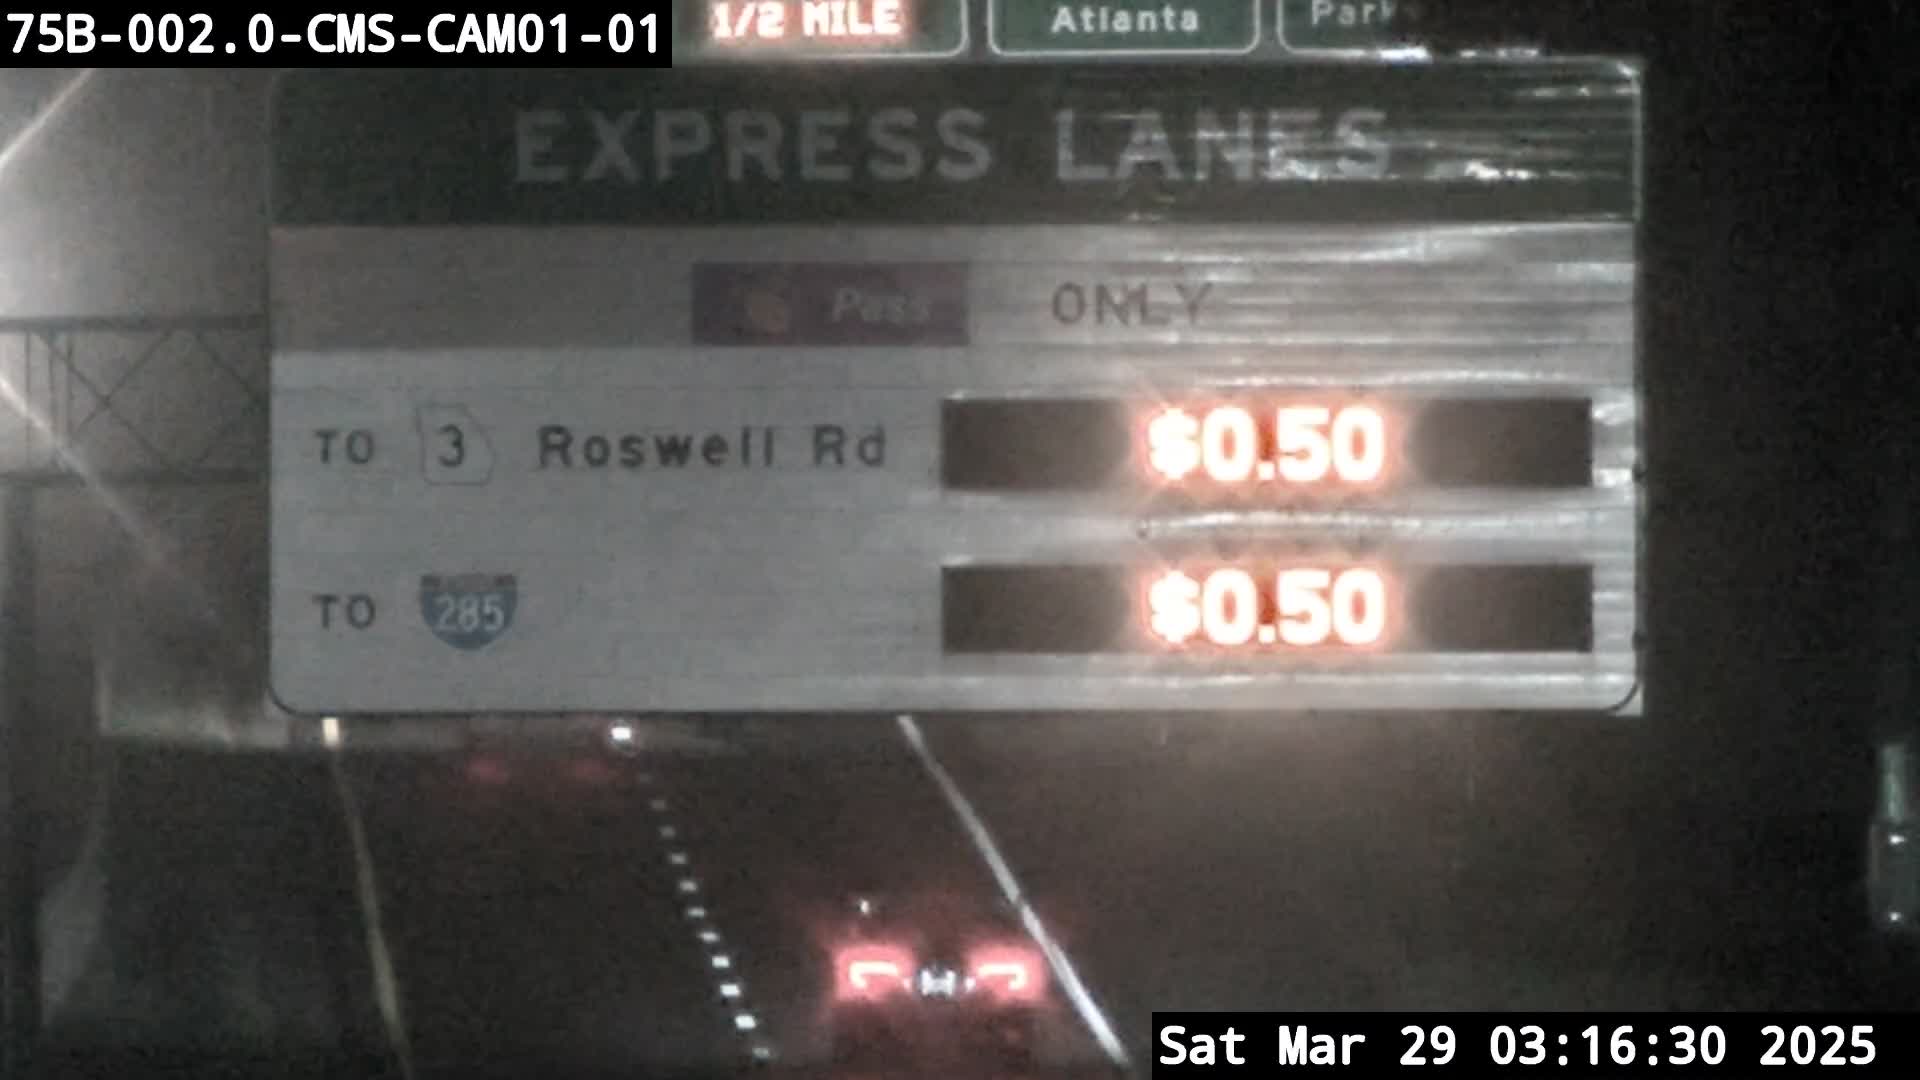 75B-002.0-CMS-CAM01-01
1/2 MILE
Atlanta
Park
EXPRESS LANES
Pass ONLY
TO 3 Roswell Rd $0.50
TO 285 $0.50
Sat Mar 29 03:16:30 2025